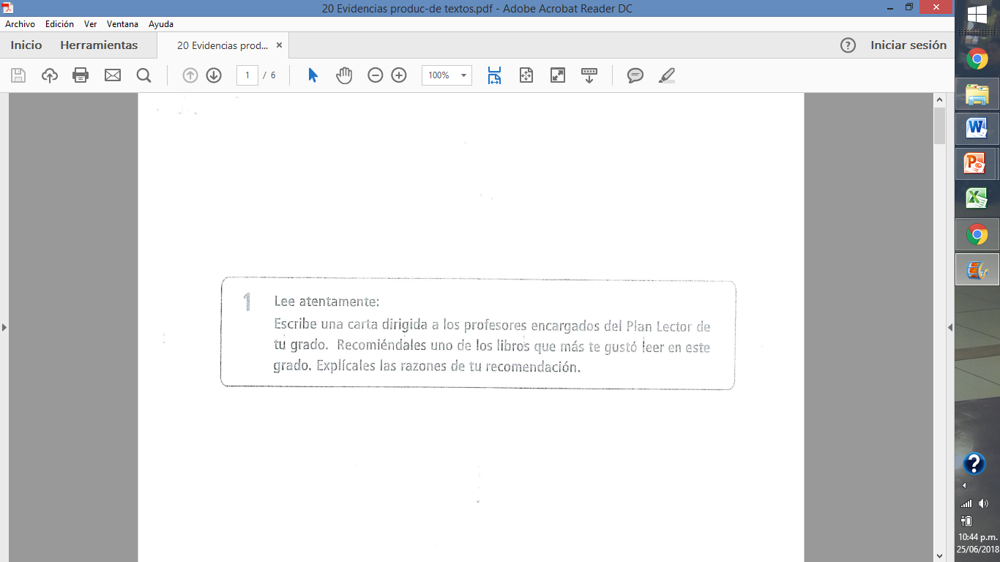 20 Evidencias produc-de textos.pdf - Adobe Acrobat Reader DC
Archivo Edición Ver Ventana Ayuda
Inicio Herramientas 20 Evidencias prod... × ? Iniciar sesión
1 / 6 100%
1 Lee atentamente:
Escribe una carta dirigida a los profesores encargados del Plan Lector de
tu grado. Recomiéndales uno de los libros que más te gustó leer en este
grado. Explícales las razones de tu recomendación.
10:44 p.m.
25/06/2018